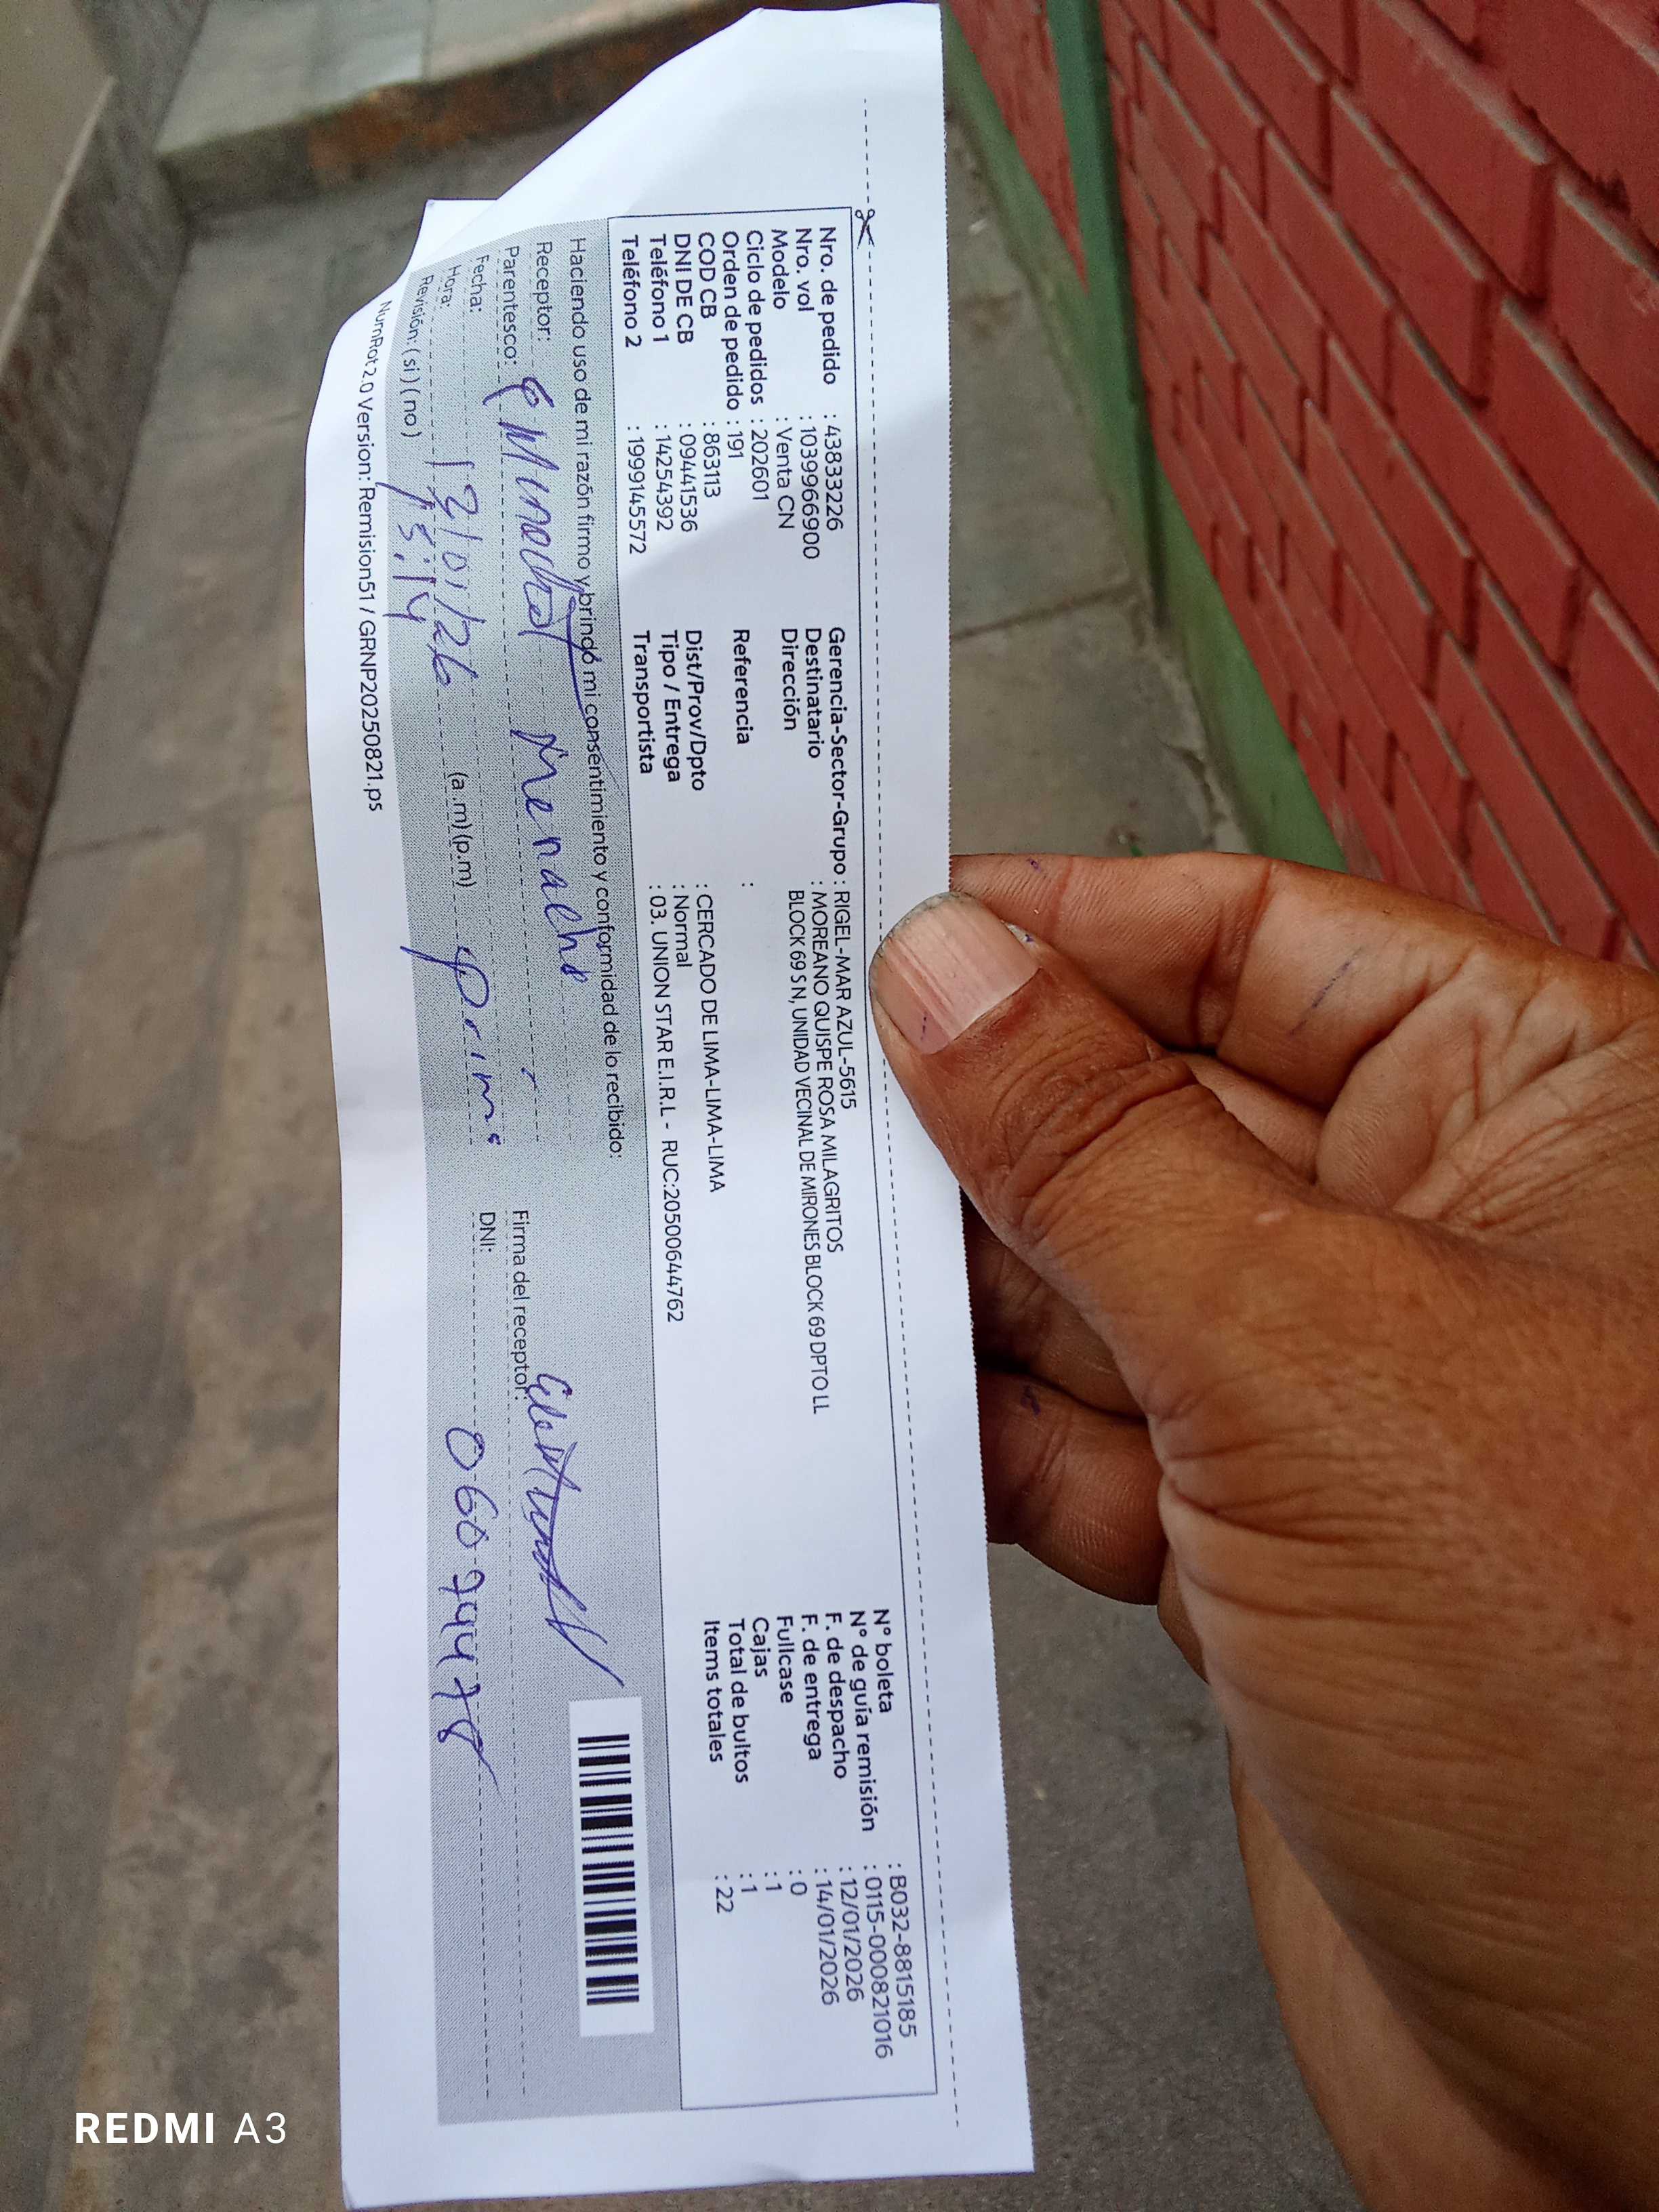 Nro. de pedido : 43833226
Nro. vol : 1039966900
Modelo : Venta CN
Ciclo de pedidos : 202601
Orden de pedido : 191
COD CB : 863113
DNI DE CB : 09441536
Teléfono 1 : 14254392
Teléfono 2 : 1999145572
Gerencia-Sector-Grupo : RIGEL-MAR AZUL-5615
Destinatario : MOREANO QUISPE ROSA MILAGRITOS
Dirección BLOCK 69 S N, UNIDAD VECINAL DE MIRONES BLOCK 69 DPTO LL
Referencia :
Dist/Prov/Dpto : CERCADO DE LIMA-LIMA-LIMA
Tipo / Entrega : Normal
Transportista : 03. UNION STAR E.I.R.L - RUC:20500644762
N° boleta : B032-8815185
N° de guía remisión : 0115-000821016
F. de despacho : 12/01/2026
F. de entrega : 14/01/2026
Fullcase : 0
Cajas : 1
Total de bultos : 1
Items totales : 22
Haciendo uso de mi razón firmo y brindó mi consentimiento y conformidad de lo recibido:
Receptor:
Parentesco: Menacho
Fecha: 13/01/26
Hora: 13:14 (a.m) (p.m)
Revisión: ( si ) ( no )
Firma del receptor:
DNI: 06079478
NumRot:2.0 Version: Remision51 / GRNP20250821.ps
REDMI A3